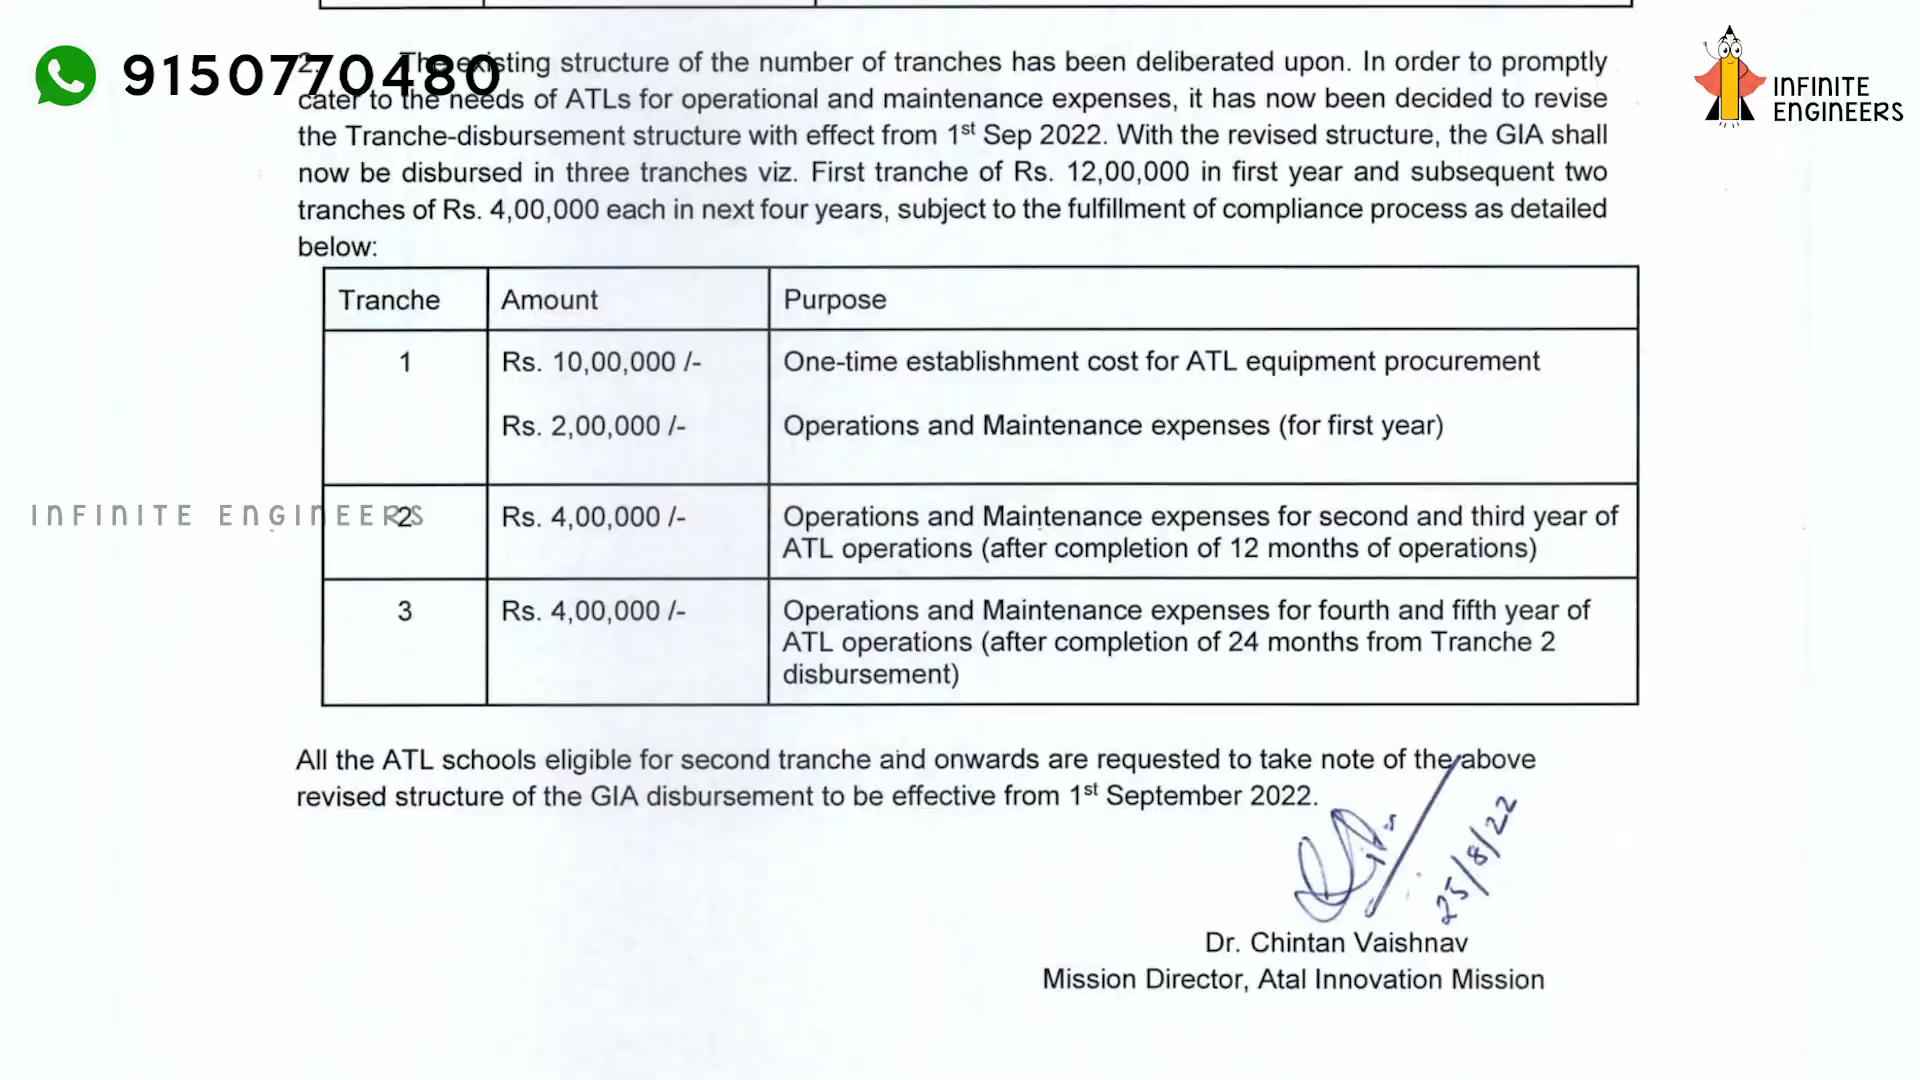 9150770480
INFINITE
ENGINEERS
2. The existing structure of the number of tranches has been deliberated upon. In order to promptly
cater to the needs of ATLs for operational and maintenance expenses, it has now been decided to revise
the Tranche-disbursement structure with effect from 1st Sep 2022. With the revised structure, the GIA shall
now be disbursed in three tranches viz. First tranche of Rs. 12,00,000 in first year and subsequent two
tranches of Rs. 4,00,000 each in next four years, subject to the fulfillment of compliance process as detailed
below:
Tranche Amount Purpose
1 Rs. 10,00,000 /- One-time establishment cost for ATL equipment procurement
Rs. 2,00,000 /- Operations and Maintenance expenses (for first year)
INFINITE ENGINEERS
2 Rs. 4,00,000 /- Operations and Maintenance expenses for second and third year of
ATL operations (after completion of 12 months of operations)
3 Rs. 4,00,000 /- Operations and Maintenance expenses for fourth and fifth year of
ATL operations (after completion of 24 months from Tranche 2
disbursement)
All the ATL schools eligible for second tranche and onwards are requested to take note of the above
revised structure of the GIA disbursement to be effective from 1st September 2022.
25/8/22
Dr. Chintan Vaishnav
Mission Director, Atal Innovation Mission